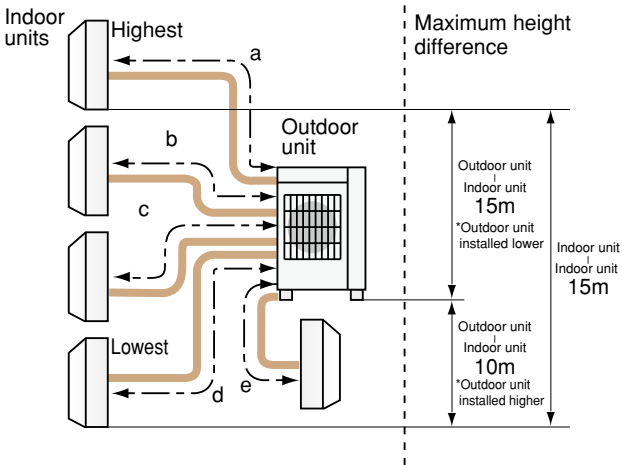 Indoor
units
Highest
a
b
c
Lowest
d
e
Outdoor
unit
Maximum height
difference
Outdoor unit
Indoor unit
15m
*Outdoor unit
installed lower
Outdoor unit
Indoor unit
10m
*Outdoor unit
installed higher
Indoor unit
Indoor unit
15m